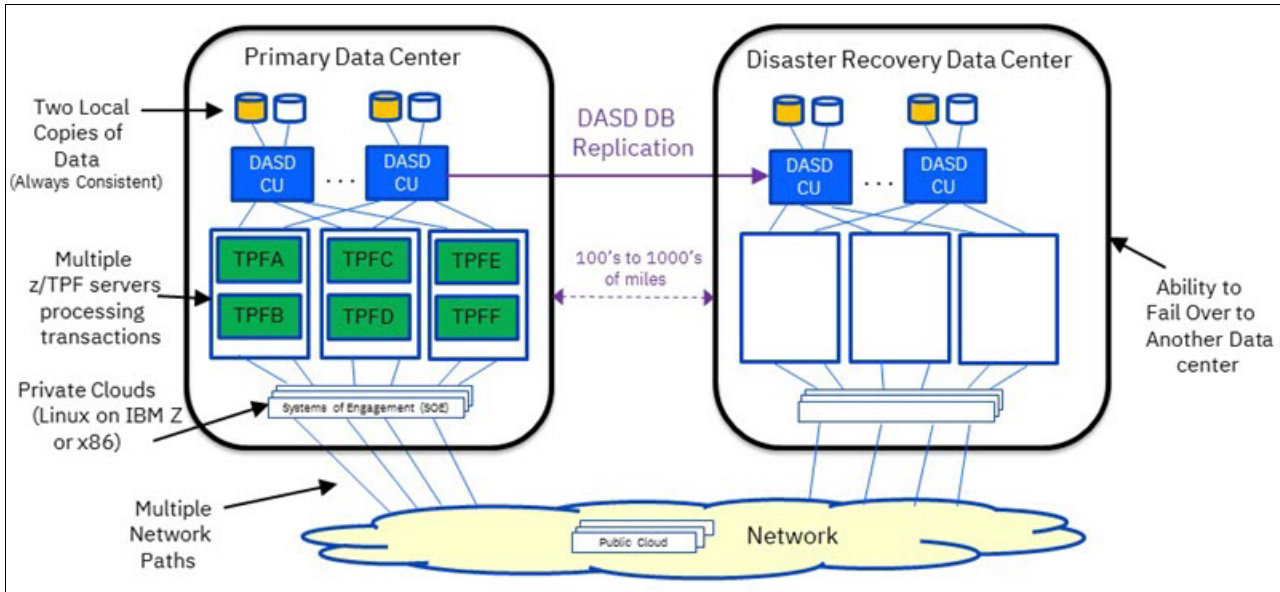 Primary Data Center
Disaster Recovery Data Center
Two Local
Copies of
Data
(Always Consistent)
DASD
CU
. . .
DASD
CU
DASD DB
Replication
DASD
CU
. . .
DASD
CU
Multiple
z/TPF servers
processing
transactions
TPFA
TPFC
TPFE
TPFB
TPFD
TPFF
100's to 1000's
of miles
Ability to
Fail Over to
Another Data
center
Private Clouds
(Linux on IBM Z
or x86)
Systems of Engagement (SOE)
Multiple
Network
Paths
Public Cloud
Network